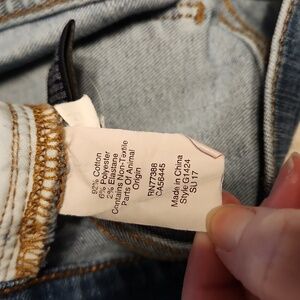 92% Cotton
6% Polyester
2% Elastane
Contains Non-Textile
Parts Of Animal
Origin
RN77388
CA56445
Made in China
Style G1424
SU17